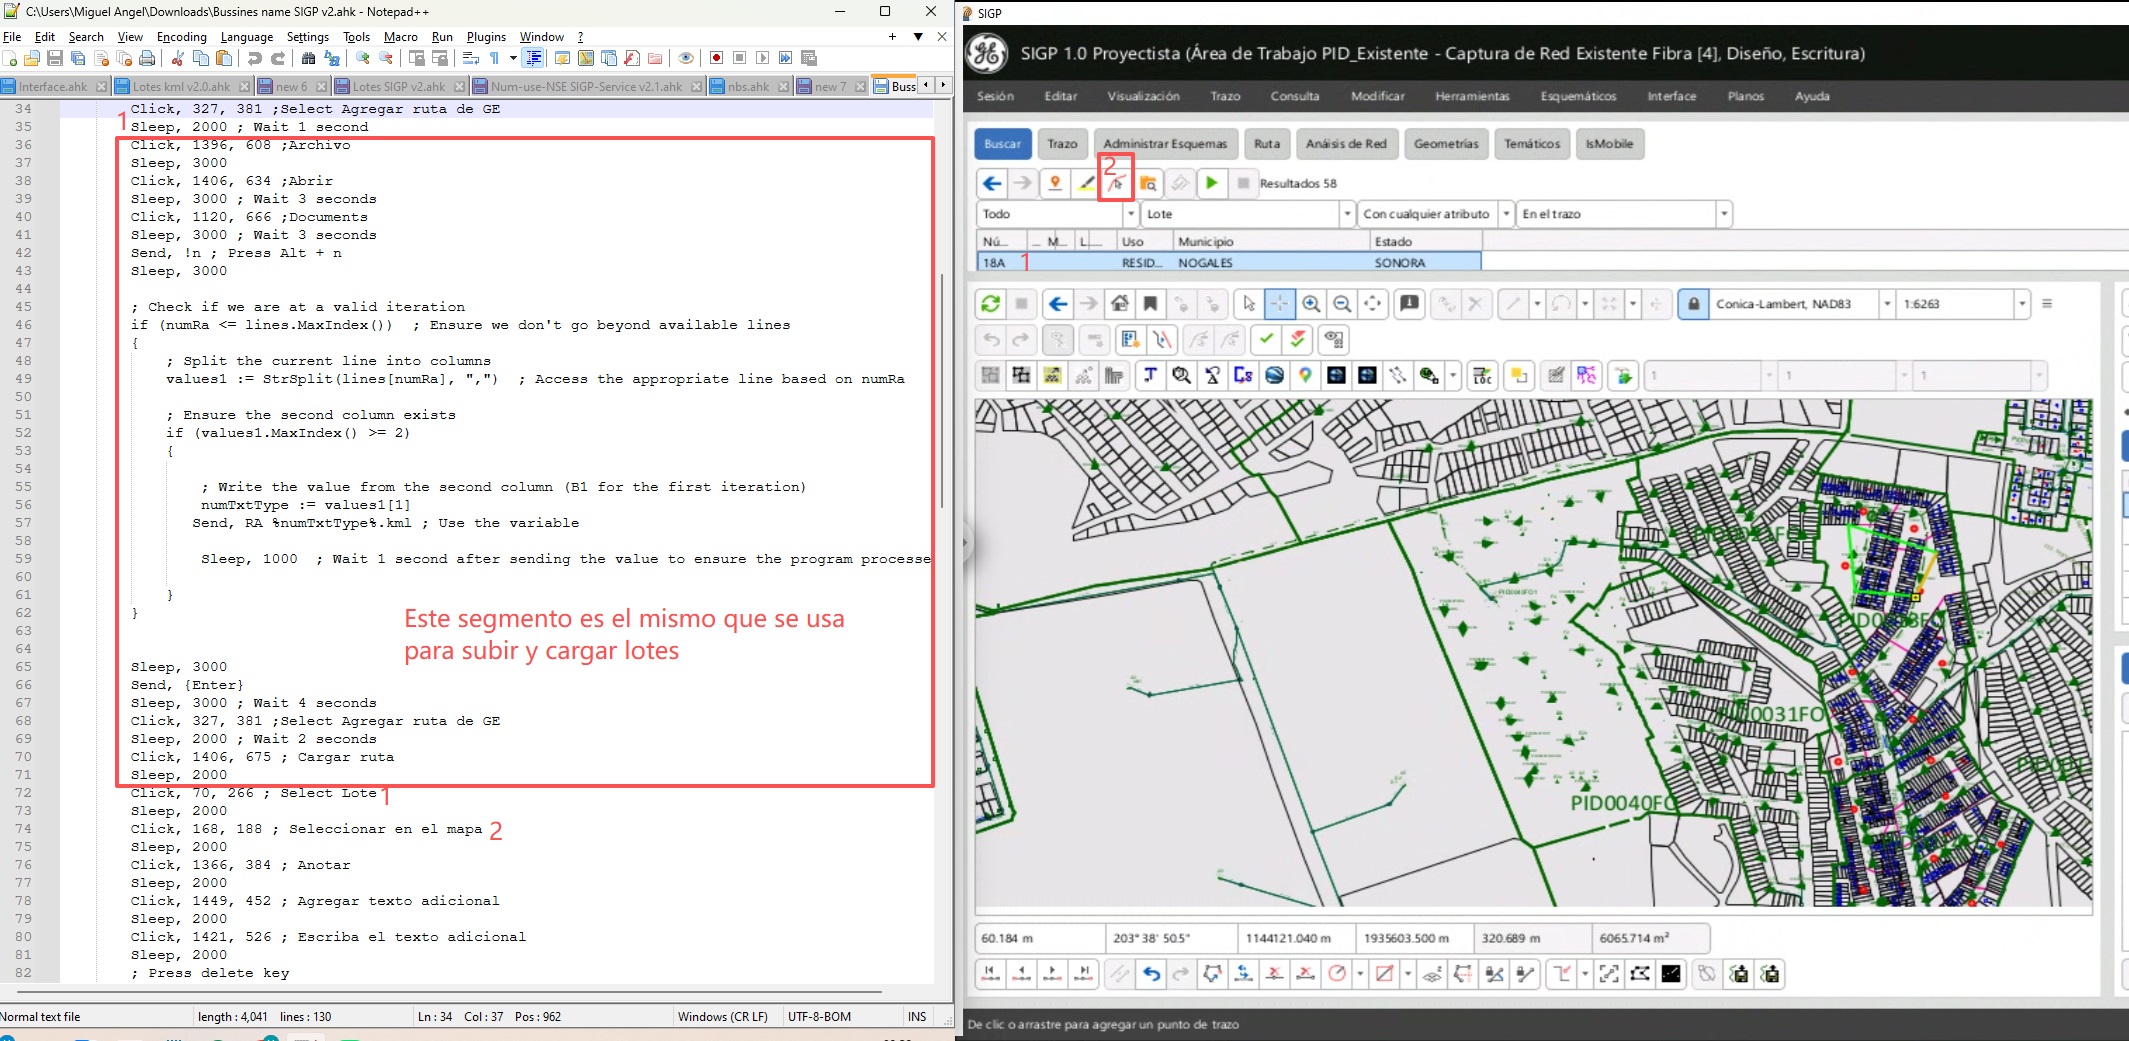 C:\Users\Miguel Angel\Downloads\Bussines name SIGP v2.ahk - Notepad++
File Edit Search View Encoding Language Settings Tools Macro Run Plugins Window ?
Interface.ahk Lotes kml v2.0.ahk new 6 Lotes SIGP v2.ahk Num-use-NSE SIGP-Service v2.1.ahk nbs.ahk new 7 Buss
34 Click, 327, 381 ;Select Agregar ruta de GE
1
35 Sleep, 2000 ; Wait 1 second
36 Click, 1396, 608 ;Archivo
37 Sleep, 3000
38 Click, 1406, 634 ;Abrir
39 Sleep, 3000 ; Wait 3 seconds
40 Click, 1120, 666 ;Documents
41 Sleep, 3000 ; Wait 3 seconds
42 Send, !n ; Press Alt + n
43 Sleep, 3000
44
45 ; Check if we are at a valid iteration
46 if (numRa <= lines.MaxIndex()) ; Ensure we don't go beyond available lines
47 {
48 ; Split the current line into columns
49 values1 := StrSplit(lines[numRa], ",") ; Access the appropriate line based on numRa
50
51 ; Ensure the second column exists
52 if (values1.MaxIndex() >= 2)
53 {
54
55 ; Write the value from the second column (B1 for the first iteration)
56 numTxtType := values1[1]
57 Send, RA %numTxtType%.kml ; Use the variable
58
59 Sleep, 1000 ; Wait 1 second after sending the value to ensure the program processe
60
61 }
62 }
Este segmento es el mismo que se usa
para subir y cargar lotes
63
64
65 Sleep, 3000
66 Send, {Enter}
67 Sleep, 3000 ; Wait 4 seconds
68 Click, 327, 381 ;Select Agregar ruta de GE
69 Sleep, 2000 ; Wait 2 seconds
70 Click, 1406, 675 ; Cargar ruta
71 Sleep, 2000
72 Click, 70, 266 ; Select Lote 1
73 Sleep, 2000
74 Click, 168, 188 ; Seleccionar en el mapa 2
75 Sleep, 2000
76 Click, 1366, 384 ; Anotar
77 Sleep, 2000
78 Click, 1449, 452 ; Agregar texto adicional
79 Sleep, 2000
80 Click, 1421, 526 ; Escriba el texto adicional
81 Sleep, 2000
82 ; Press delete key
Normal text file length : 4,041 lines : 130 Ln : 34 Col : 37 Pos : 962 Windows (CR LF) UTF-8-BOM INS
SIGP
SIGP 1.0 Proyectista (Área de Trabajo PID_Existente - Captura de Red Existente Fibra [4], Diseño, Escritura)
Sesión Editar Visualización Trazo Consulta Modificar Herramientas Esquemáticos Interface Planos Ayuda
Buscar Trazo Administrar Esquemas Ruta Análisis de Red Geometrías Temáticos IsMobile
2
Resultados 58
Todo Lote Con cualquier atributo En el trazo
Nú... ... M... L... Uso Municipio Estado
18A 1 RESID... NOGALES SONORA
Conica-Lambert, NAD83 1:6263
LOC 1 1 1
PID0031FO
PID0040FO
60.184 m 203° 38' 50.5" 1144121.040 m 1935603.500 m 320.689 m 6065.714 m²
De clic o arrastre para agregar un punto de trazo